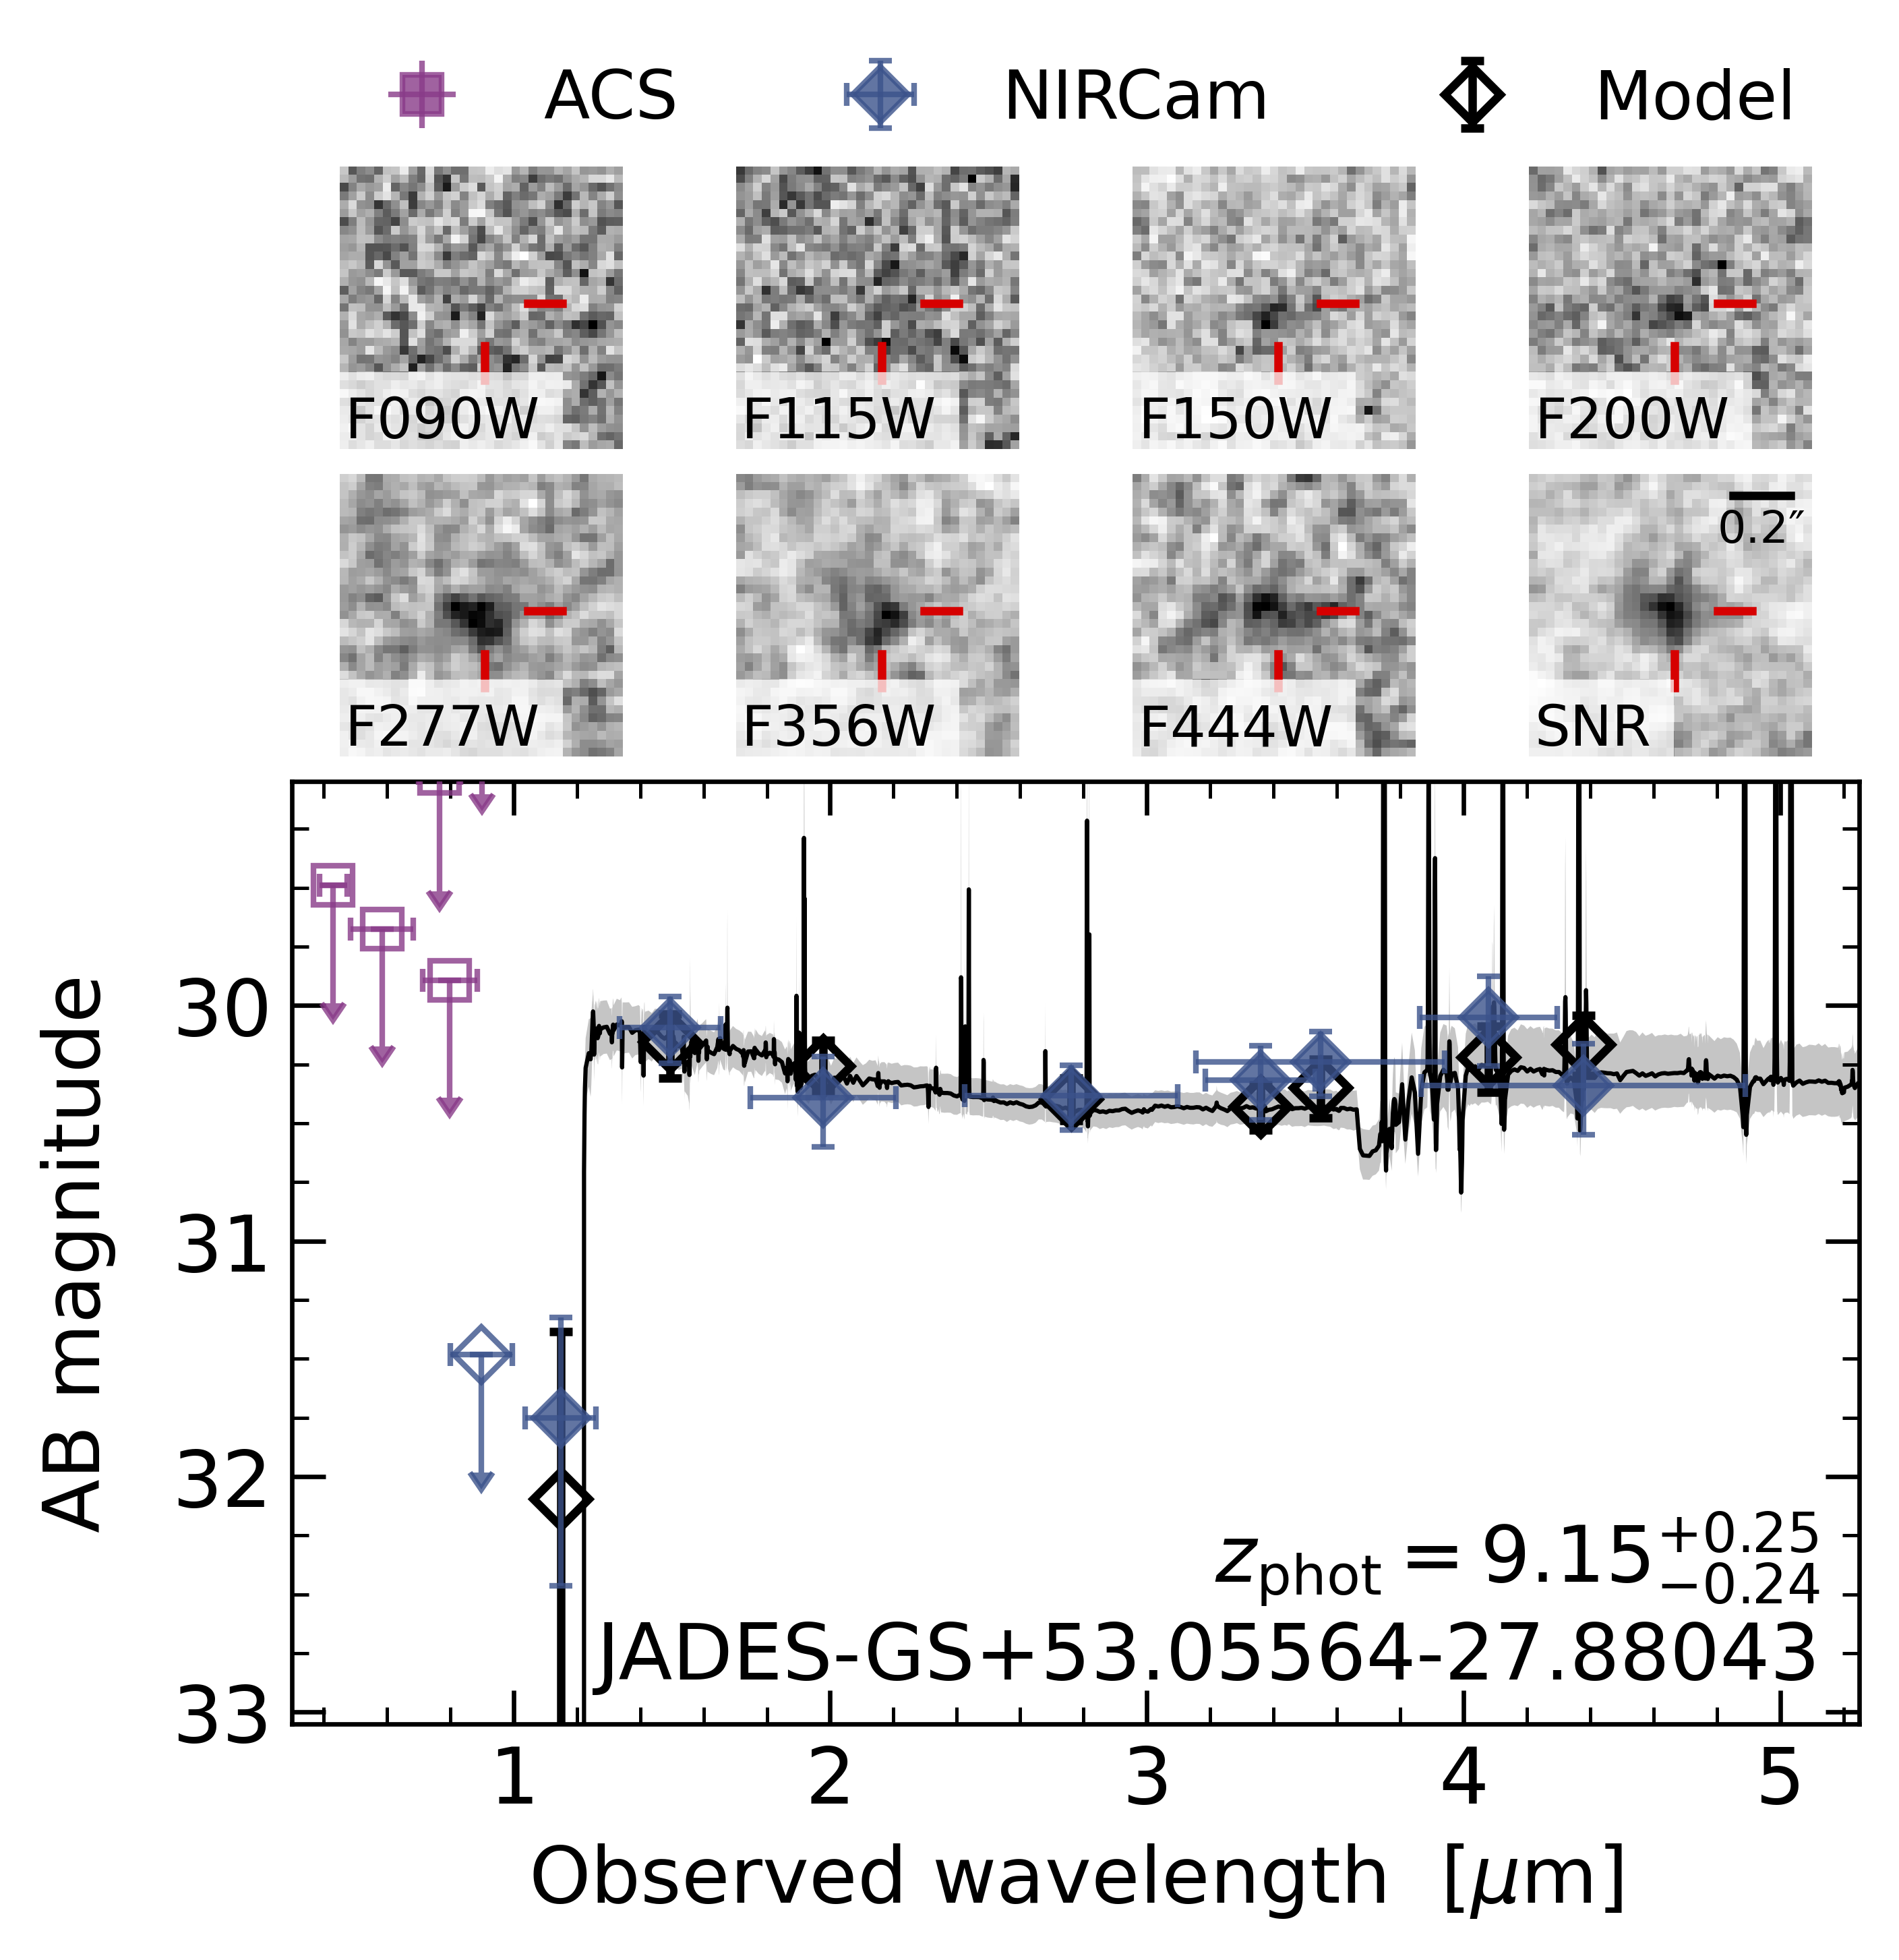 ACS NIRCam Model
F090W F115W F150W F200W
0.2″
F277W F356W F444W SNR
30
31
32
33
AB magnitude
z_phot = 9.15 +0.25 −0.24
JADES-GS+53.05564-27.88043
1 2 3 4 5
Observed wavelength [μm]